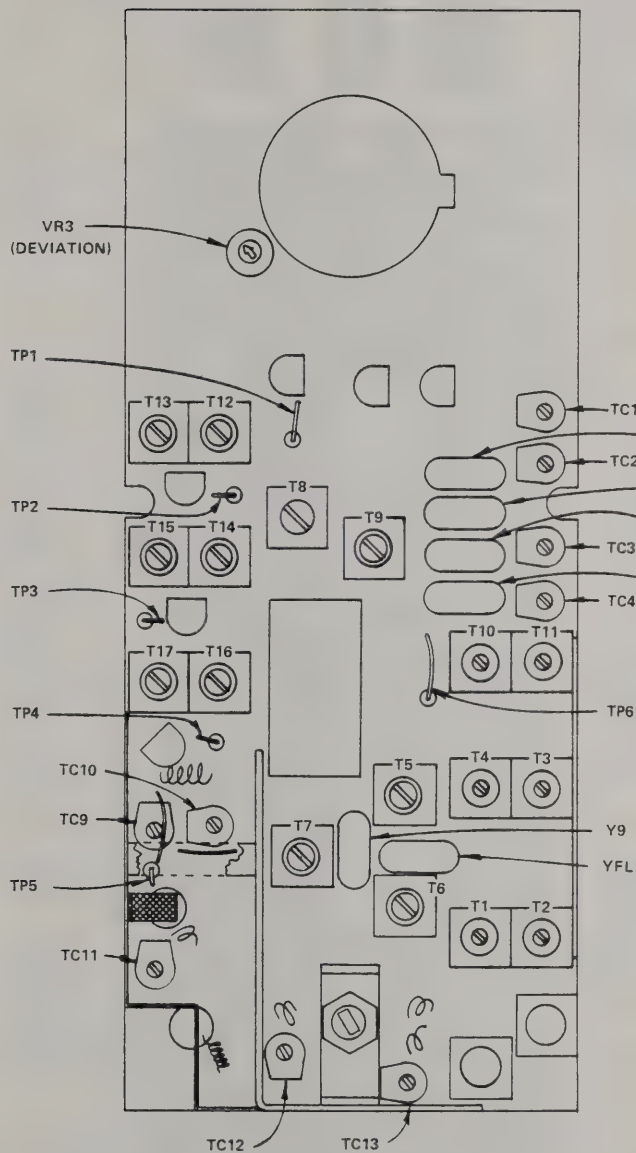 VR3
(DEVIATION)
TP1
T13 T12
TC1
TC2
T8
TP2
T9
T15 T14
TC3
TP3
TC4
T10 T11
T17 T16
TP6
TP4
TC10
T5
T4 T3
TC9
T7
Y9
YFL
TP5
T6
T1 T2
TC11
TC12
TC13